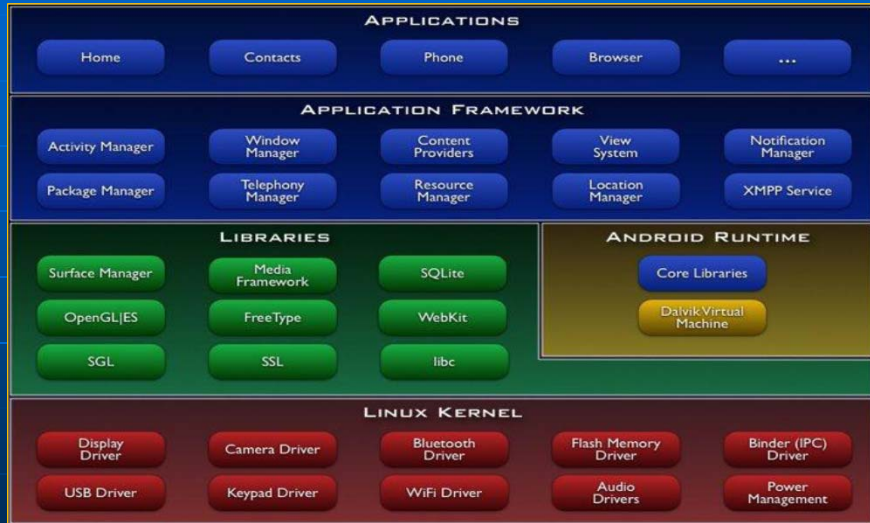 APPLICATIONS
Home
Contacts
Phone
Browser
...
APPLICATION FRAMEWORK
Activity Manager
Window
Manager
Content
Providers
View
System
Notification
Manager
Package Manager
Telephony
Manager
Resource
Manager
Location
Manager
XMPP Service
LIBRARIES
Surface Manager
Media
Framework
SQLite
OpenGL|ES
FreeType
WebKit
SGL
SSL
libc
ANDROID RUNTIME
Core Libraries
Dalvik Virtual
Machine
LINUX KERNEL
Display
Driver
Camera Driver
Bluetooth
Driver
Flash Memory
Driver
Binder (IPC)
Driver
USB Driver
Keypad Driver
WiFi Driver
Audio
Drivers
Power
Management